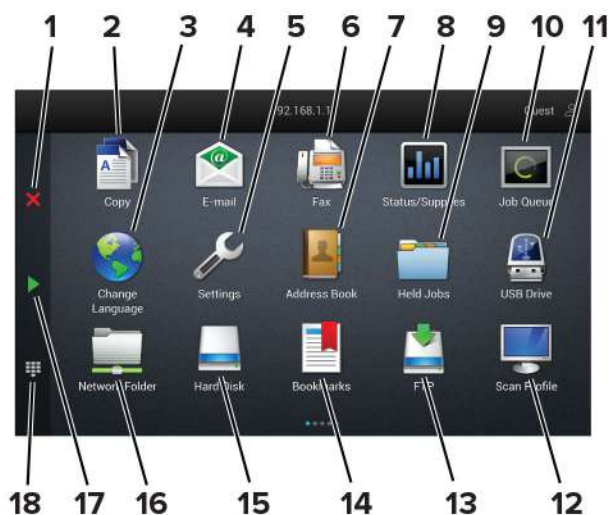 1 2 3 4 5 6 7 8 9 10 11
92.168.1.1 Guest
Copy E-mail Fax Status/Supplies Job Queue
Change
Language Settings Address Book Held Jobs USB Drive
Network Folder Hard Disk Bookmarks FTP Scan Profile
18 17 16 15 14 13 12